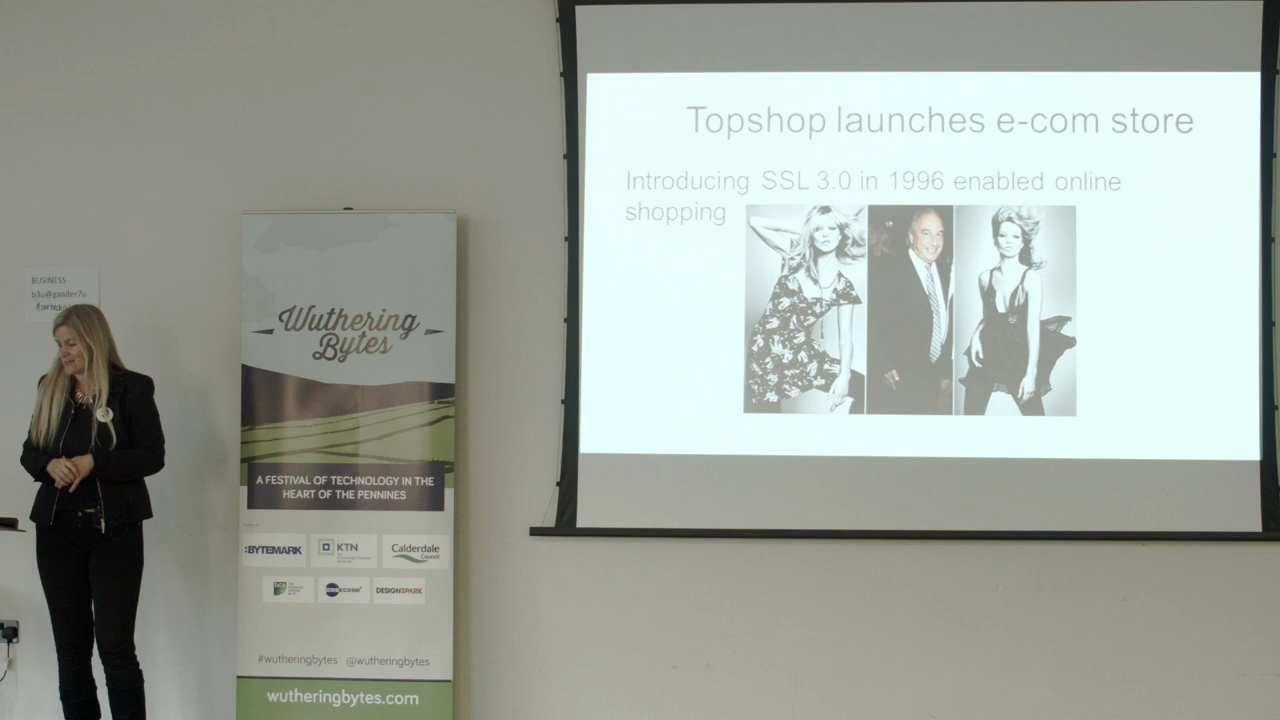 Topshop launches e-com store
Introducing SSL 3.0 in 1996 enabled online
shopping
BUSINESS
Wuthering
Bytes
A FESTIVAL OF TECHNOLOGY IN THE
HEART OF THE PENNINES
:BYTEMARK
KTN
Calderdale
Council
DESIGNSPARK
#wutheringbytes @wutheringbytes
wutheringbytes.com